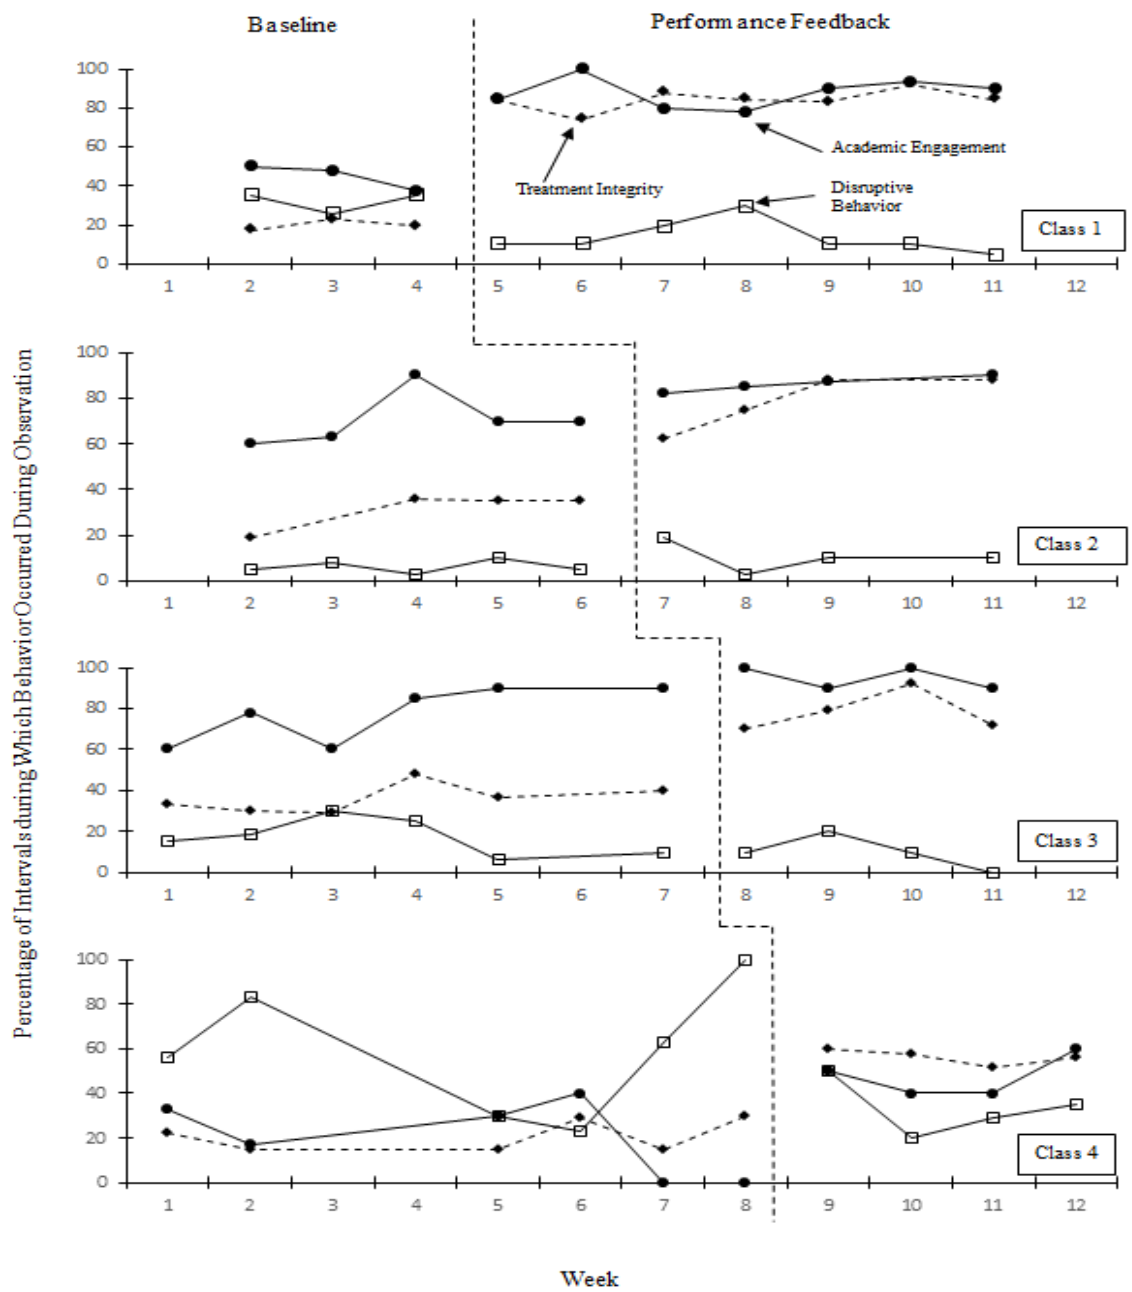 Baseline
Performance Feedback
100
80
60
40
20
0
Academic Engagement
Treatment Integrity
Disruptive
Behavior
Class 1
1 2 3 4 5 6 7 8 9 10 11 12
100
80
60
40
20
0
Class 2
1 2 3 4 5 6 7 8 9 10 11 12
100
80
60
40
20
0
Class 3
1 2 3 4 5 6 7 8 9 10 11 12
100
80
60
40
20
0
Class 4
1 2 3 4 5 6 7 8 9 10 11 12
Percentage of Intervals during Which Behavior Occurred During Observation
Week